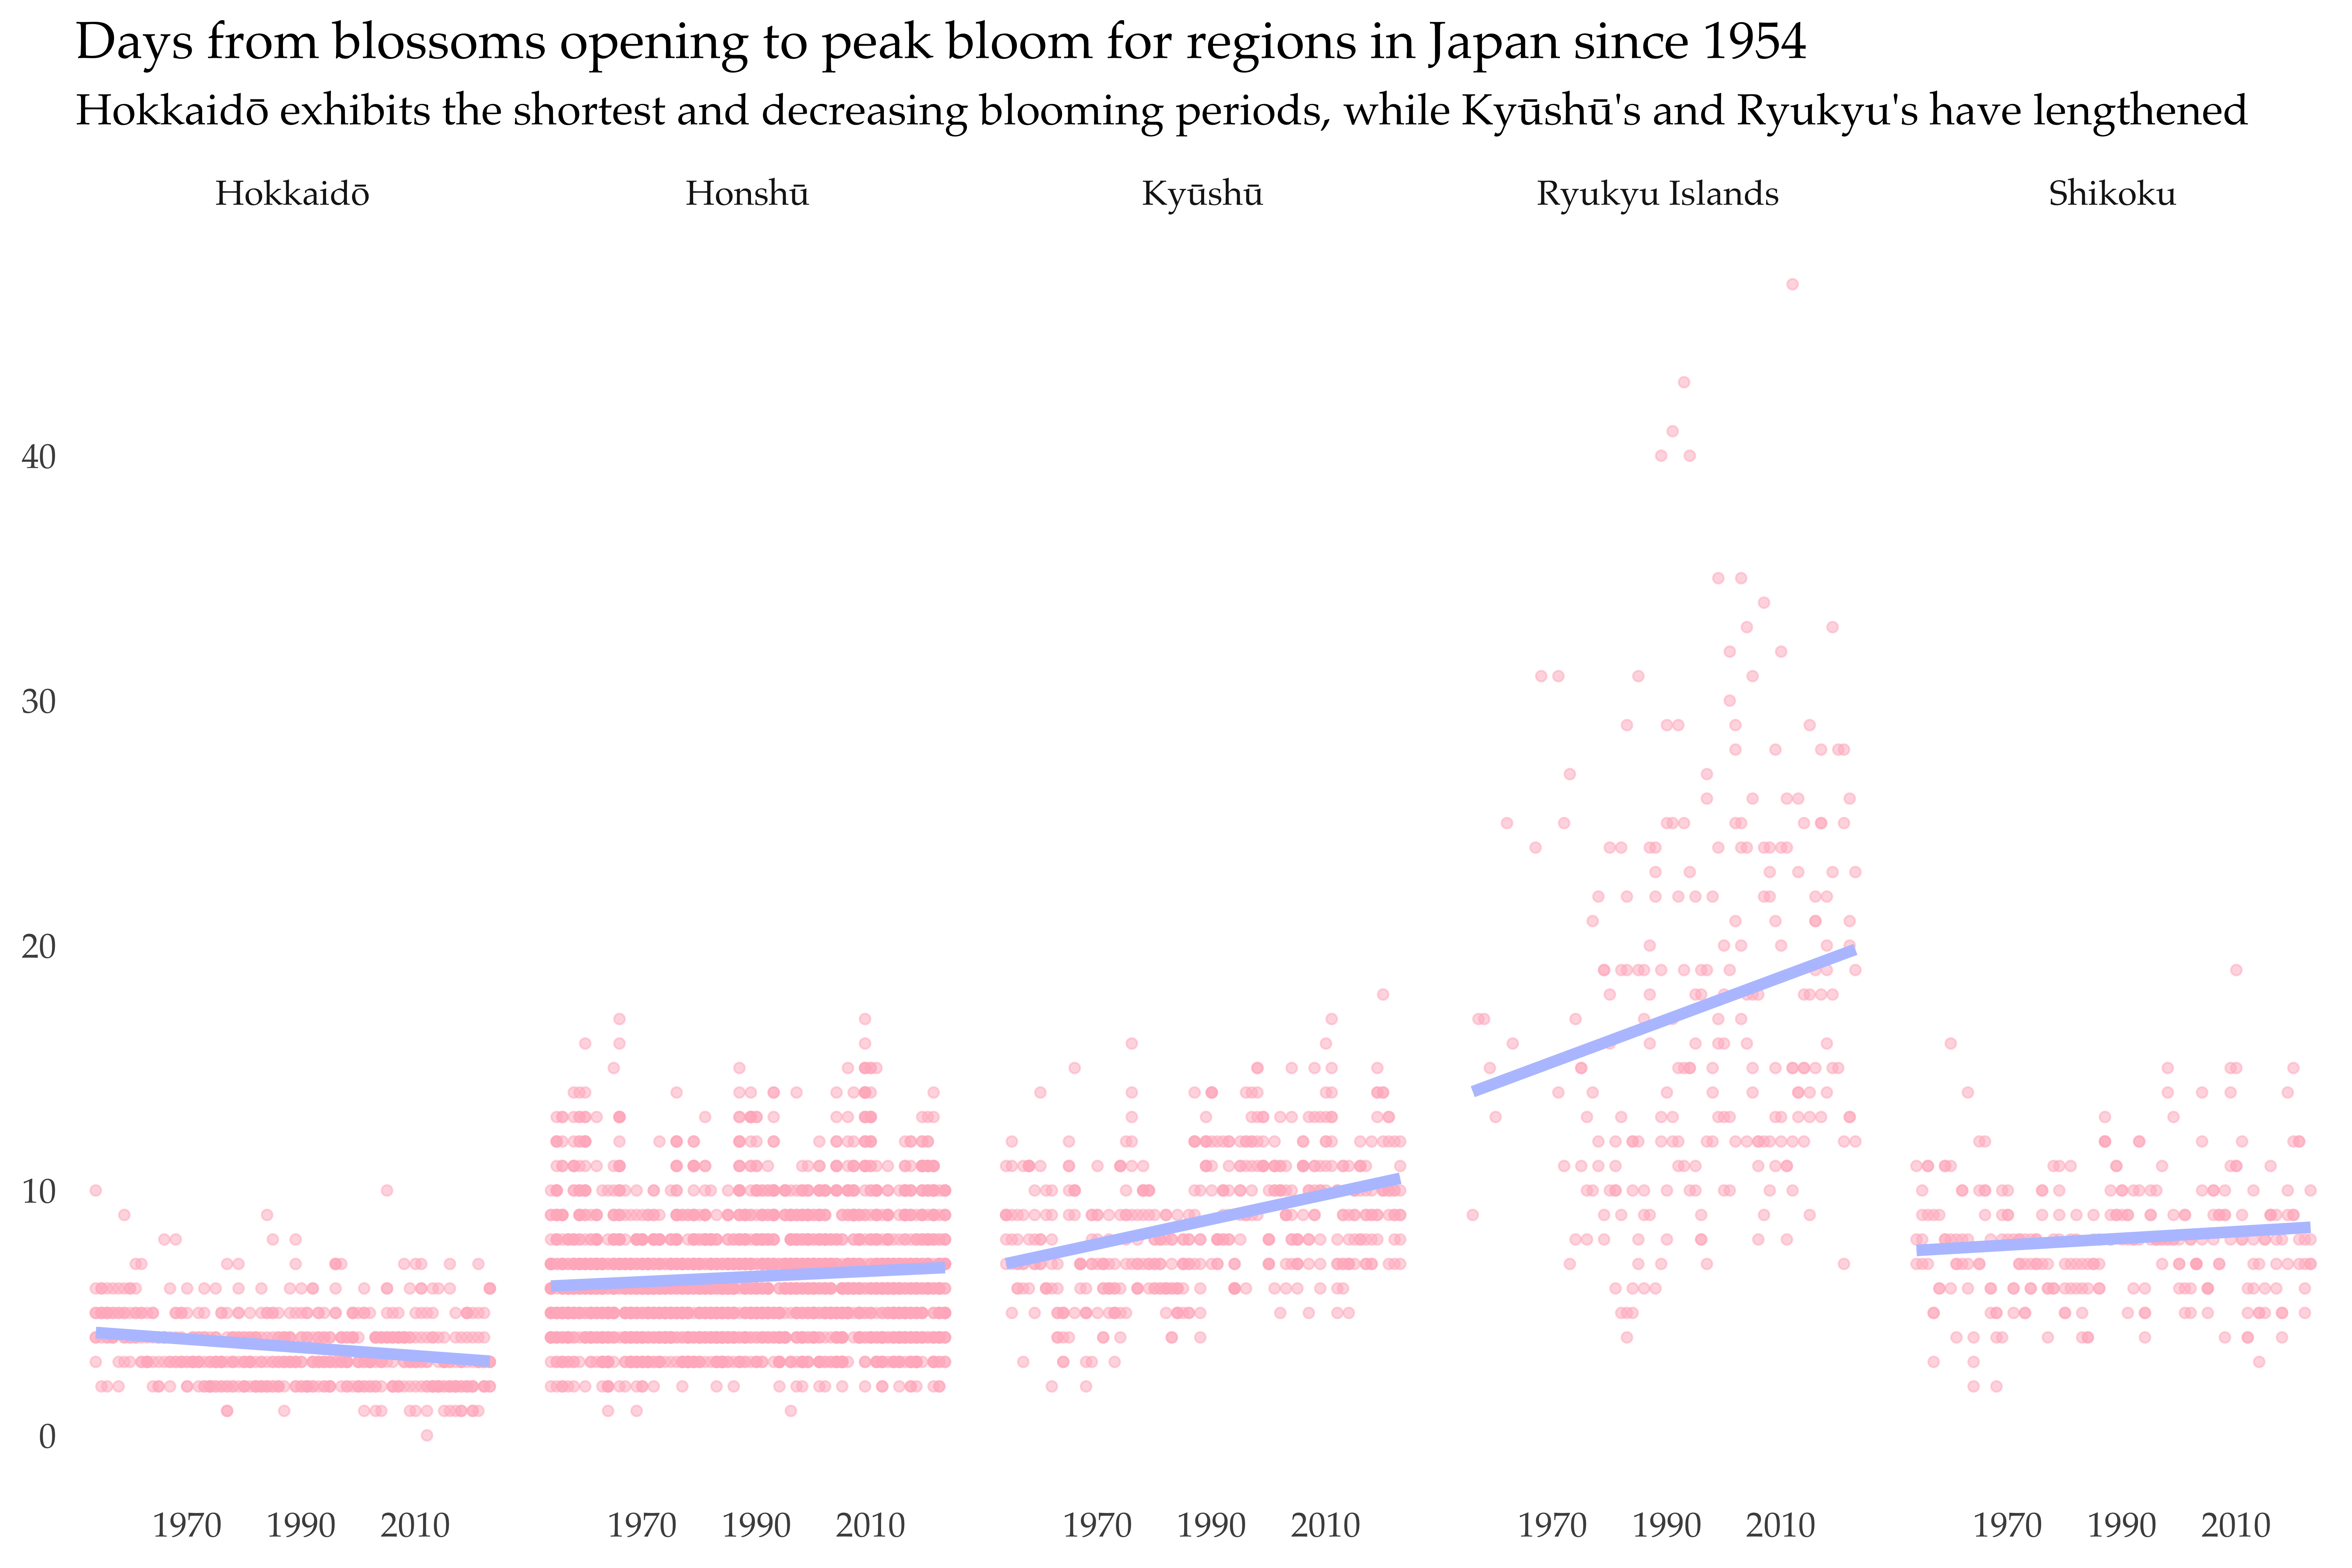 Days from blossoms opening to peak bloom for regions in Japan since 1954
Hokkaidō exhibits the shortest and decreasing blooming periods, while Kyūshū's and Ryukyu's have lengthened
Hokkaidō Honshū Kyūshū Ryukyu Islands Shikoku
40
30
20
10
0
1970 1990 2010 1970 1990 2010 1970 1990 2010 1970 1990 2010 1970 1990 2010